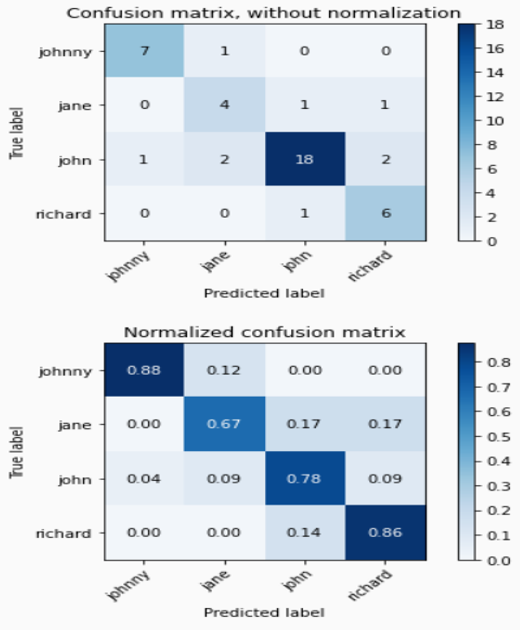 Confusion matrix, without normalization
johnny 7 1 0 0
jane 0 4 1 1
john 1 2 18 2
richard 0 0 1 6
True label
johnny jane john richard
Predicted label
18
16
14
12
10
8
6
4
2
0
Normalized confusion matrix
johnny 0.88 0.12 0.00 0.00
jane 0.00 0.67 0.17 0.17
john 0.04 0.09 0.78 0.09
richard 0.00 0.00 0.14 0.86
True label
johnny jane john richard
Predicted label
0.8
0.7
0.6
0.5
0.4
0.3
0.2
0.1
0.0